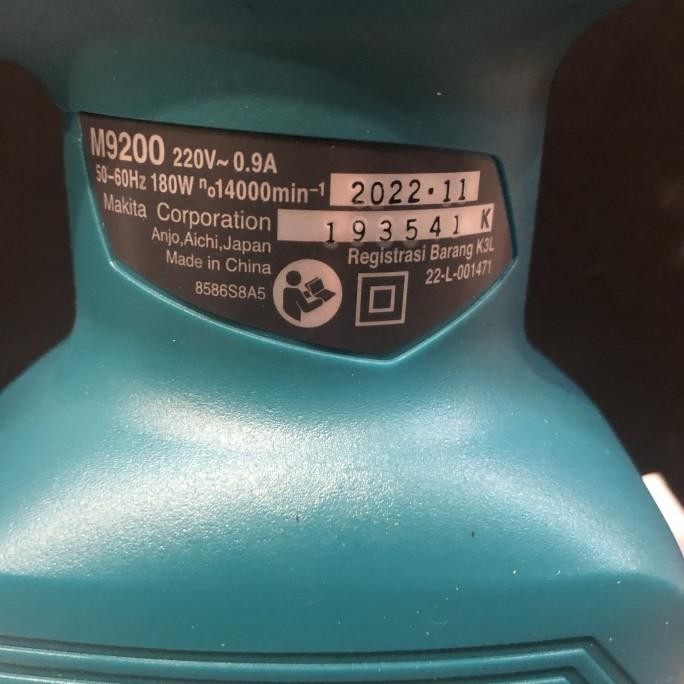 M9200 220V~ 0.9A
50-60Hz 180W n₀14000min⁻¹ 2022·11
Makita Corporation 193541 K
Anjo,Aichi,Japan Registrasi Barang K3L
Made in China 22-L-001471
8586S8A5